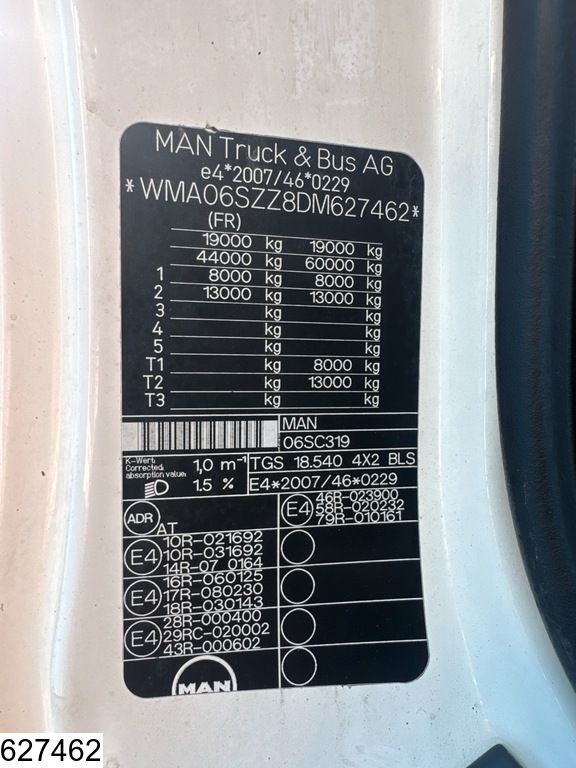 MAN Truck & Bus AG
e4*2007/46*0229
*WMA06SZZ8DM627462*
(FR)
19000 kg 19000 kg
44000 kg 60000 kg
1 8000 kg 8000 kg
2 13000 kg 13000 kg
3 kg kg
4 kg kg
5 kg kg
T1 kg 8000 kg
T2 kg 13000 kg
T3 kg kg
MAN
06SC319
K-Wert
Corrected
absorption value:
1,0 m-1
TGS 18.540 4X2 BLS
1.5 %
E4*2007/46*0229
ADR
AT
E4
46R-023900
58R-020232
79R-010161
E4
10R-021692
10R-031692
14R-07 0164
E4
16R-060125
17R-080230
18R-030143
E4
28R-000400
29RC-020002
43R-000602
MAN
627462